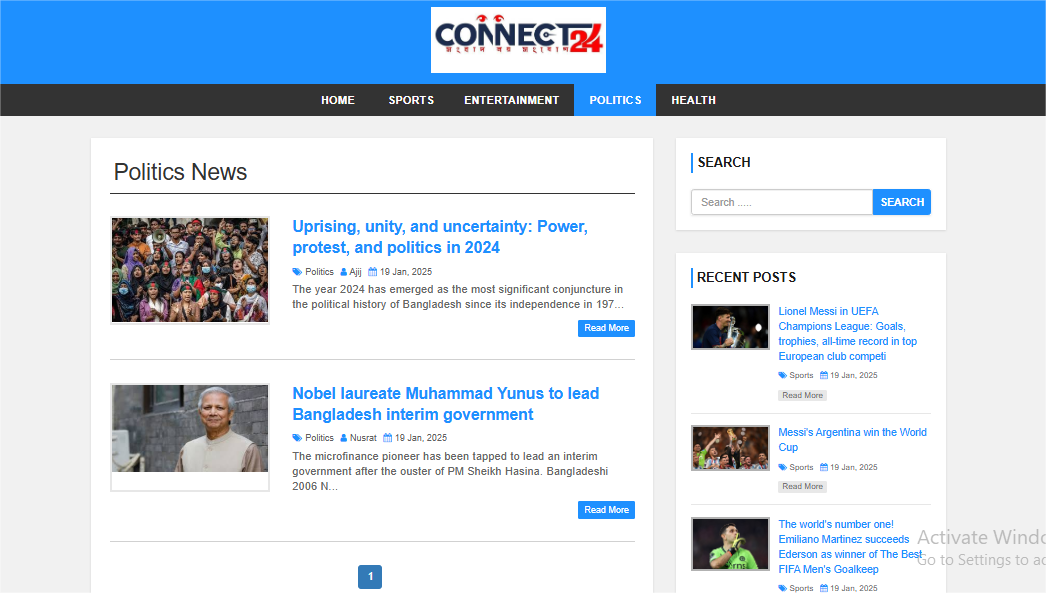 CONNECT24
HOME SPORTS ENTERTAINMENT POLITICS HEALTH
Politics News
Uprising, unity, and uncertainty: Power,
protest, and politics in 2024
Politics Ajij 19 Jan, 2025
The year 2024 has emerged as the most significant conjuncture in
the political history of Bangladesh since its independence in 197...
Read More
Nobel laureate Muhammad Yunus to lead
Bangladesh interim government
Politics Nusrat 19 Jan, 2025
The microfinance pioneer has been tapped to lead an interim
government after the ouster of PM Sheikh Hasina. Bangladeshi
2006 N...
Read More
1
SEARCH
Search ..... SEARCH
RECENT POSTS
Lionel Messi in UEFA
Champions League: Goals,
trophies, all-time record in top
European club competi
Sports 19 Jan, 2025
Read More
Messi's Argentina win the World
Cup
Sports 19 Jan, 2025
Read More
The world's number one!
Emiliano Martinez succeeds
Ederson as winner of The Best
FIFA Men's Goalkeep
Sports 19 Jan, 2025
Activate Windo
Go to Settings to ac